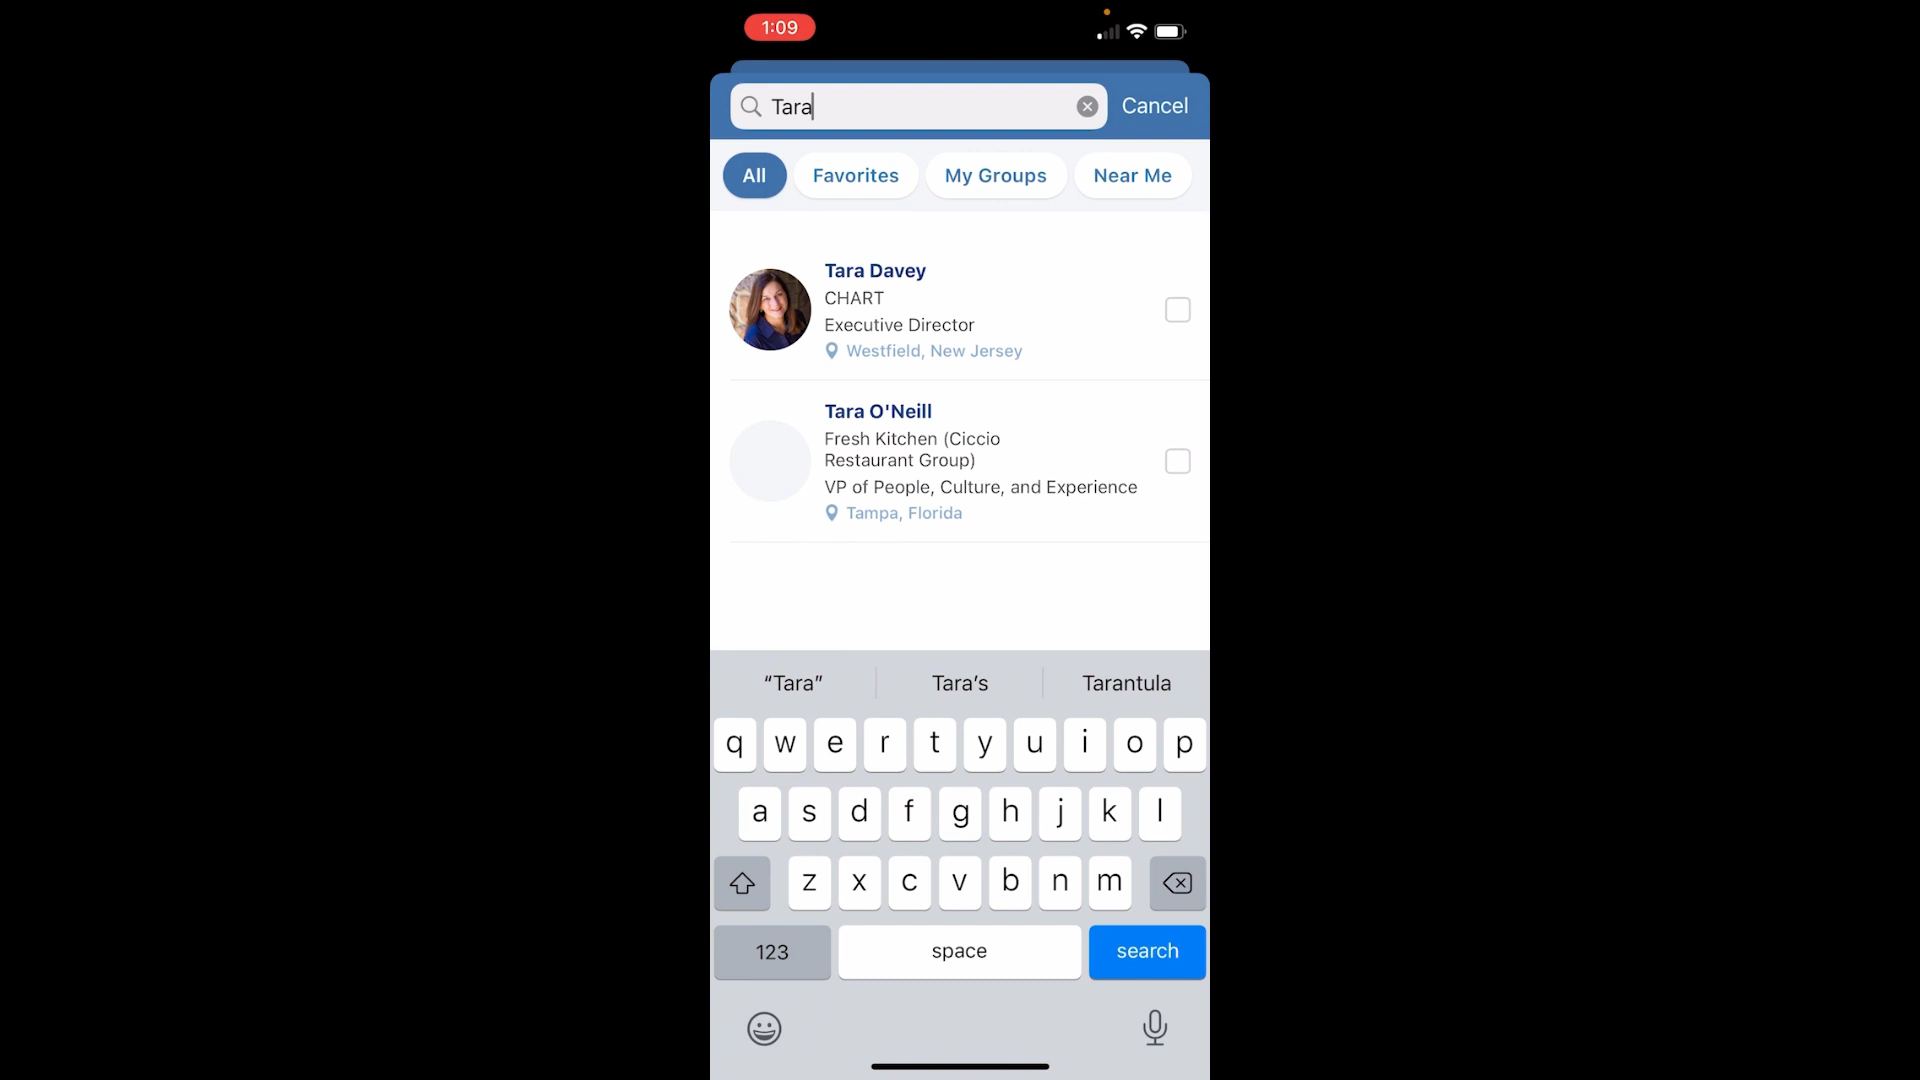 1:09
Tara
Cancel
All
Favorites
My Groups
Near Me
Tara Davey
CHART
Executive Director
Westfield, New Jersey
Tara O'Neill
Fresh Kitchen (Ciccio
Restaurant Group)
VP of People, Culture, and Experience
Tampa, Florida
“Tara”
Tara’s
Tarantula
q w e r t y u i o p
a s d f g h j k l
z x c v b n m
123
space
search